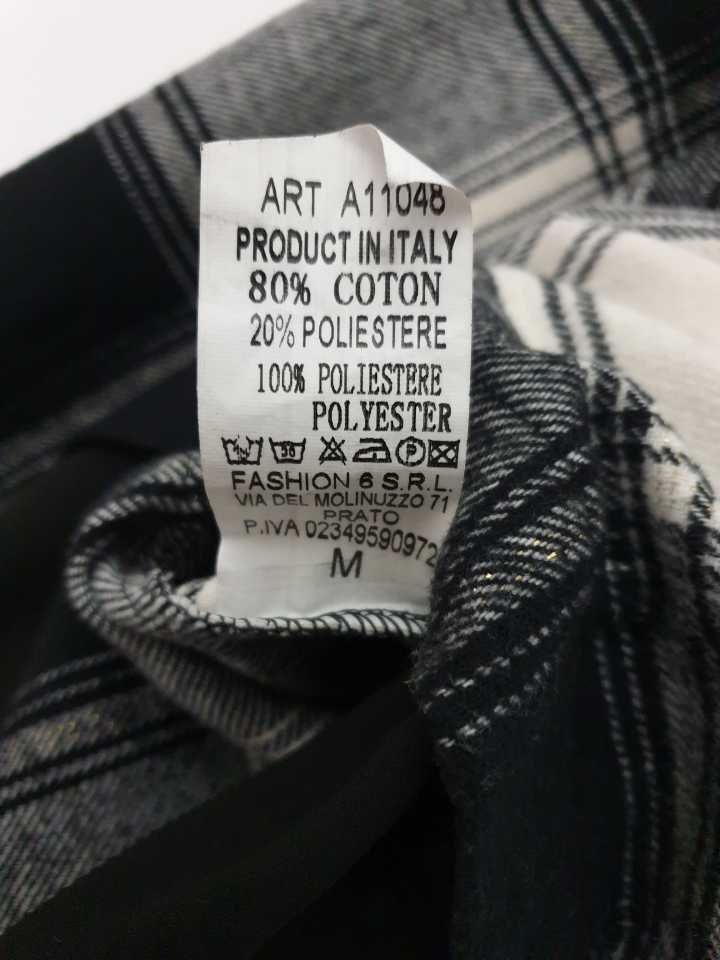 ART A11048
PRODUCT IN ITALY
80% COTON
20% POLIESTERE
100% POLIESTERE
POLYESTER
30 P
FASHION 6 S.R.L.
VIA DEL MOLINUZZO 71
PRATO
P.IVA 02349590972
M